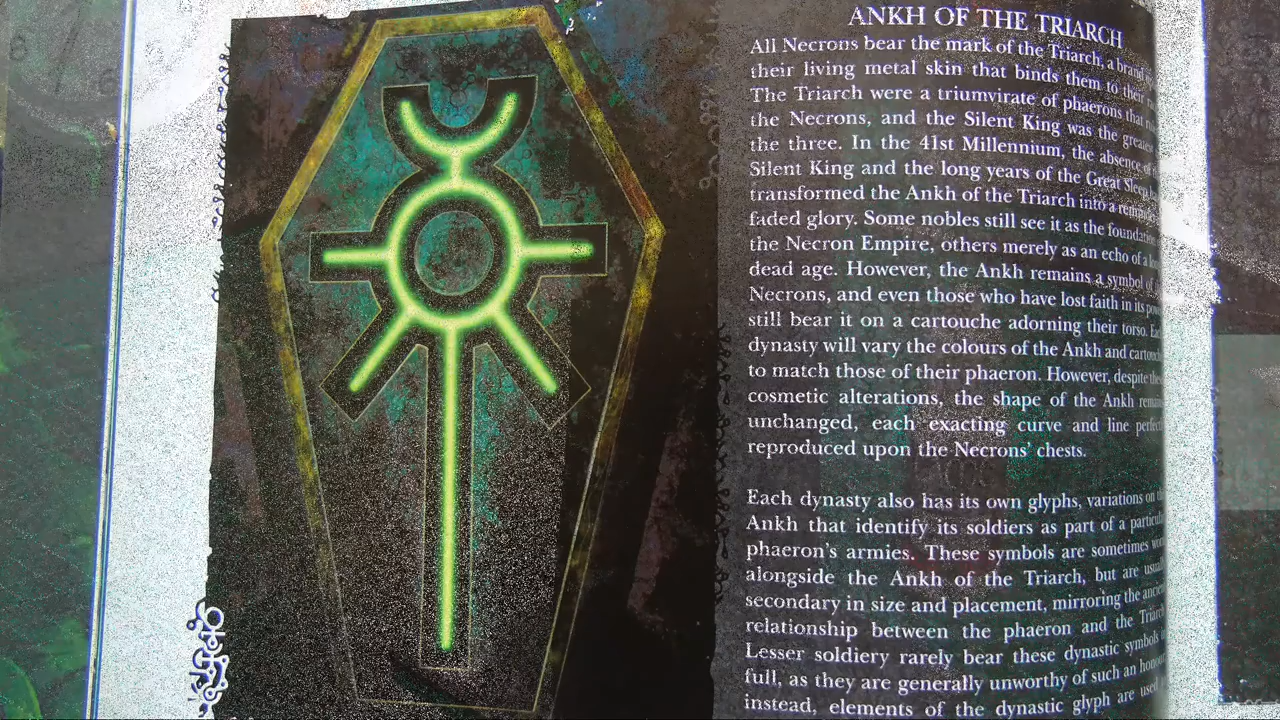 ANKH OF THE TRIARCH
All Necrons bear the mark of the Triarch, a brand
their living metal skin that binds them to their
The Triarch were a triumvirate of phaerons that
the Necrons, and the Silent King was the
the three. In the 41st Millennium, the absence of
Silent King and the long years of the Great Sleep
transformed the Ankh of the Triarch into a
faded glory. Some nobles still see it as the
the Necron Empire, others merely as an echo of a
dead age. However, the Ankh remains a symbol of
Necrons, and even those who have lost faith in its
still bear it on a cartouche adorning their torso.
dynasty will vary the colours of the Ankh and
to match those of their phaeron. However, despite
cosmetic alterations, the shape of the Ankh
unchanged, each exacting curve and line
reproduced upon the Necrons' chests.
Each dynasty also has its own glyphs, variations on
Ankh that identify its soldiers as part of a
phaeron's armies. These symbols are sometimes
alongside the Ankh of the Triarch, but are
secondary in size and placement, mirroring the
relationship between the phaeron and the Triarch
Lesser soldiery rarely bear these dynastic symbols
full, as they are generally unworthy of such an
instead, elements of the dynastic glyph are used